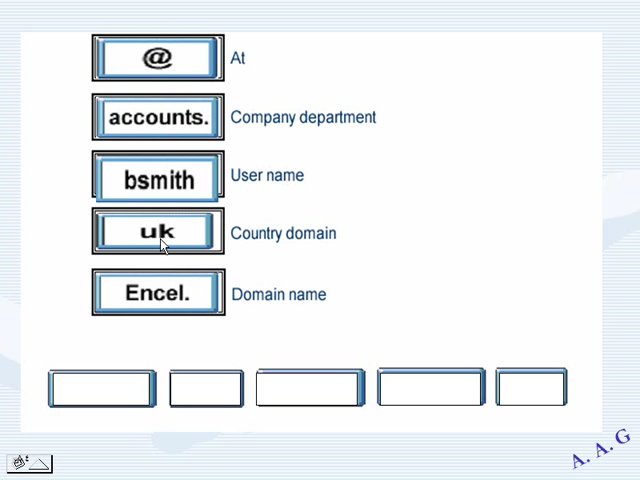 @ At
accounts. Company department
bsmith User name
uk Country domain
Encel. Domain name
A. A. G